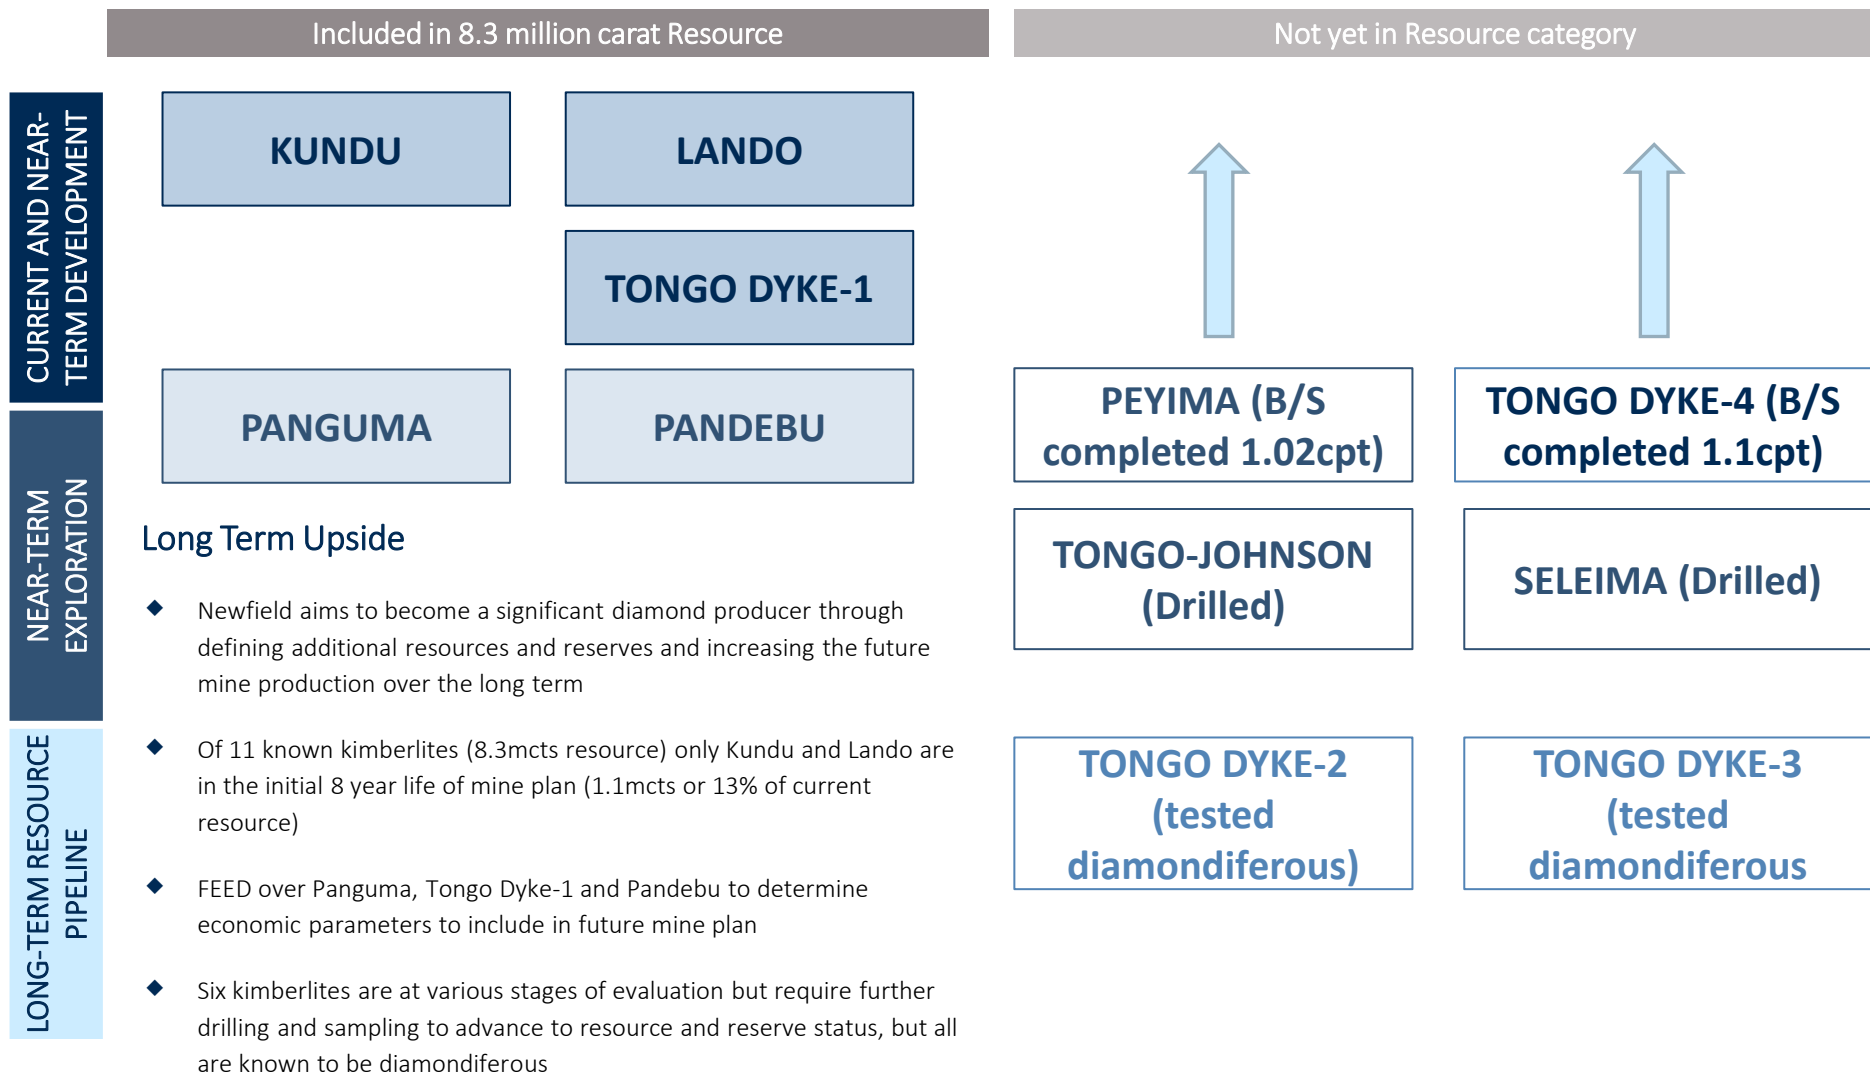 Included in 8.3 million carat Resource
Not yet in Resource category
CURRENT AND NEAR-
TERM DEVELOPMENT
KUNDU
LANDO
TONGO DYKE-1
PANGUMA
PANDEBU
PEYIMA (B/S
completed 1.02cpt)
TONGO DYKE-4 (B/S
completed 1.1cpt)
NEAR-TERM
EXPLORATION
TONGO-JOHNSON
(Drilled)
SELEIMA (Drilled)
Long Term Upside
◆ Newfield aims to become a significant diamond producer through
defining additional resources and reserves and increasing the future
mine production over the long term
◆ Of 11 known kimberlites (8.3mcts resource) only Kundu and Lando are
in the initial 8 year life of mine plan (1.1mcts or 13% of current
resource)
◆ FEED over Panguma, Tongo Dyke-1 and Pandebu to determine
economic parameters to include in future mine plan
◆ Six kimberlites are at various stages of evaluation but require further
drilling and sampling to advance to resource and reserve status, but all
are known to be diamondiferous
LONG-TERM RESOURCE
PIPELINE
TONGO DYKE-2
(tested
diamondiferous)
TONGO DYKE-3
(tested
diamondiferous